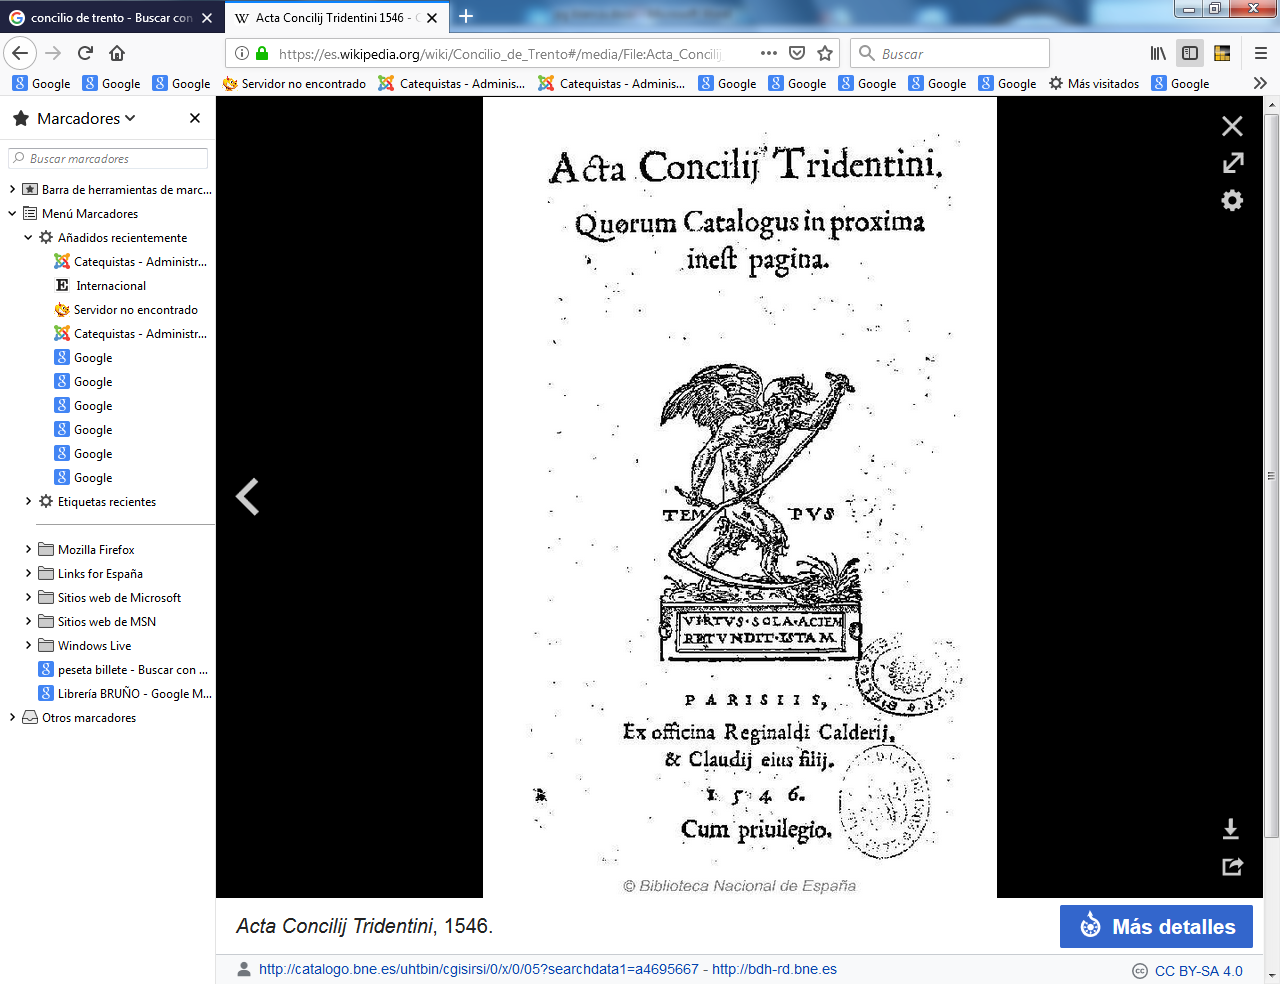 concilio de trento - Buscar con
Acta Concilij Tridentini 1546 - C
https://es.wikipedia.org/wiki/Concilio_de_Trento#/media/File:Acta_Concilij
Buscar
Google
Google
Google
Servidor no encontrado
Catequistas - Adminis...
Catequistas - Adminis...
Google
Google
Google
Google
Google
Más visitados
Google
Marcadores
Buscar marcadores
Barra de herramientas de marc...
Menú Marcadores
Añadidos recientemente
Catequistas - Administr...
E Internacional
Servidor no encontrado
Catequistas - Administr...
Google
Google
Google
Google
Google
Google
Etiquetas recientes
Mozilla Firefox
Links for España
Sitios web de Microsoft
Sitios web de MSN
Windows Live
peseta billete - Buscar con ...
Librería BRUÑO - Google M...
Otros marcadores
Acta Concilij Tridentini.
Quorum Catalogus in proxima
inest pagina.
TEM PVS
VIRTVS·SOLA·ACIEM
RETVNDIT·ISTAM.
PARISIIS,
Ex officina Reginaldi Calderij,
& Claudij eius filij.
1546.
Cum priuilegio.
© Biblioteca Nacional de España
Acta Concilij Tridentini, 1546.
Más detalles
http://catalogo.bne.es/uhtbin/cgisirsi/0/x/0/05?searchdata1=a4695667 - http://bdh-rd.bne.es
CC BY-SA 4.0